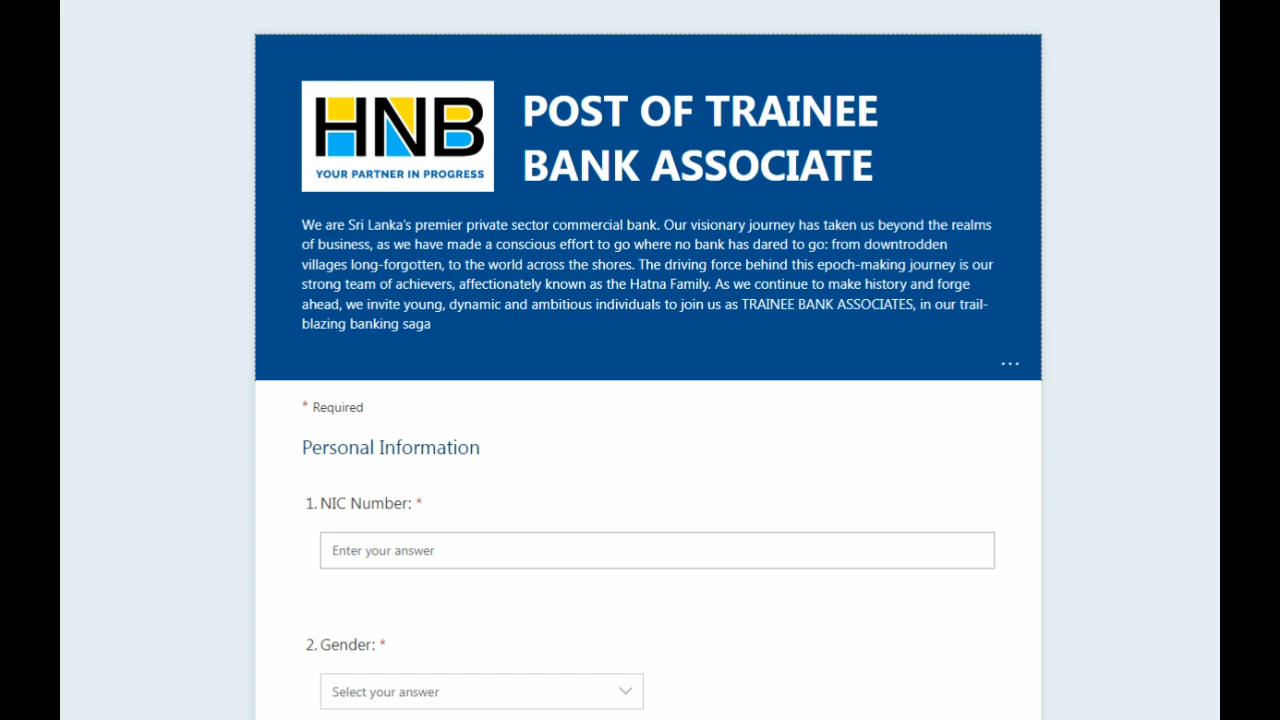 HNB
YOUR PARTNER IN PROGRESS
POST OF TRAINEE
BANK ASSOCIATE
We are Sri Lanka's premier private sector commercial bank. Our visionary journey has taken us beyond the realms
of business, as we have made a conscious effort to go where no bank has dared to go: from downtrodden
villages long-forgotten, to the world across the shores. The driving force behind this epoch-making journey is our
strong team of achievers, affectionately known as the Hatna Family. As we continue to make history and forge
ahead, we invite young, dynamic and ambitious individuals to join us as TRAINEE BANK ASSOCIATES, in our trail-
blazing banking saga
...
* Required
Personal Information
1. NIC Number: *
Enter your answer
2. Gender: *
Select your answer